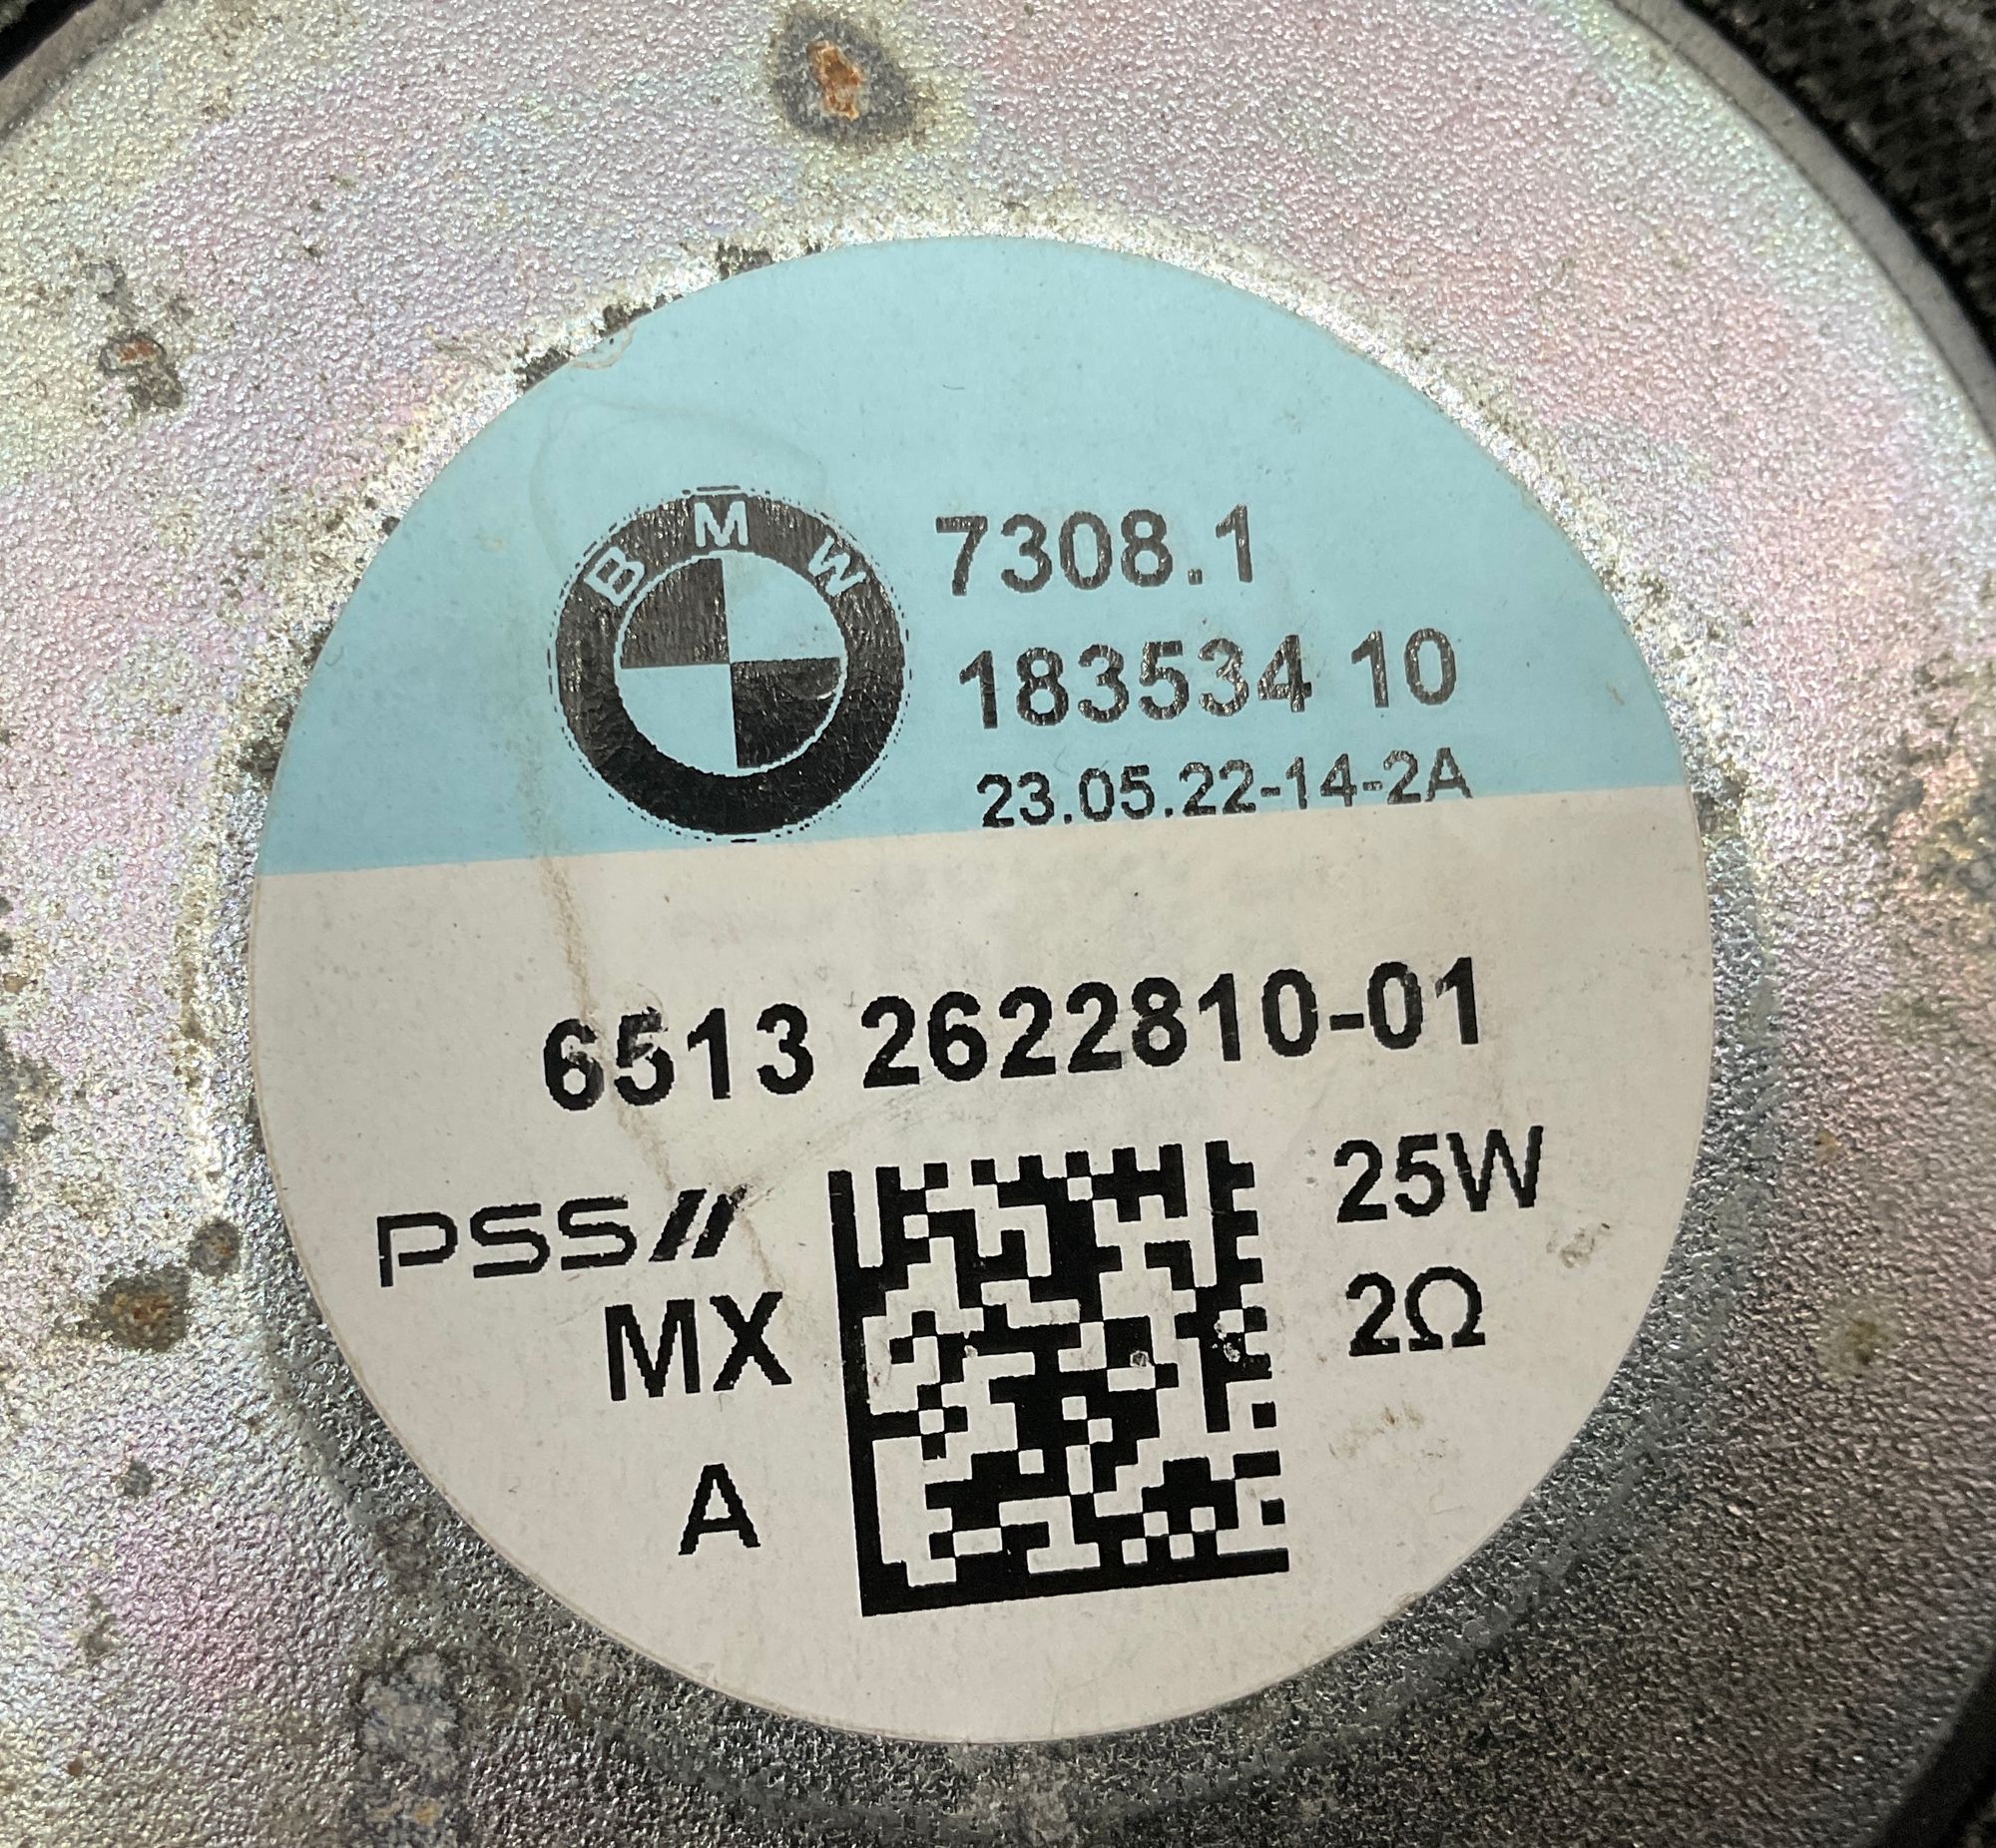 BMW
7308.1
183534 10
23.05.22-14-2A
6513 2622810-01
PSS//
25W
MX
2Ω
A